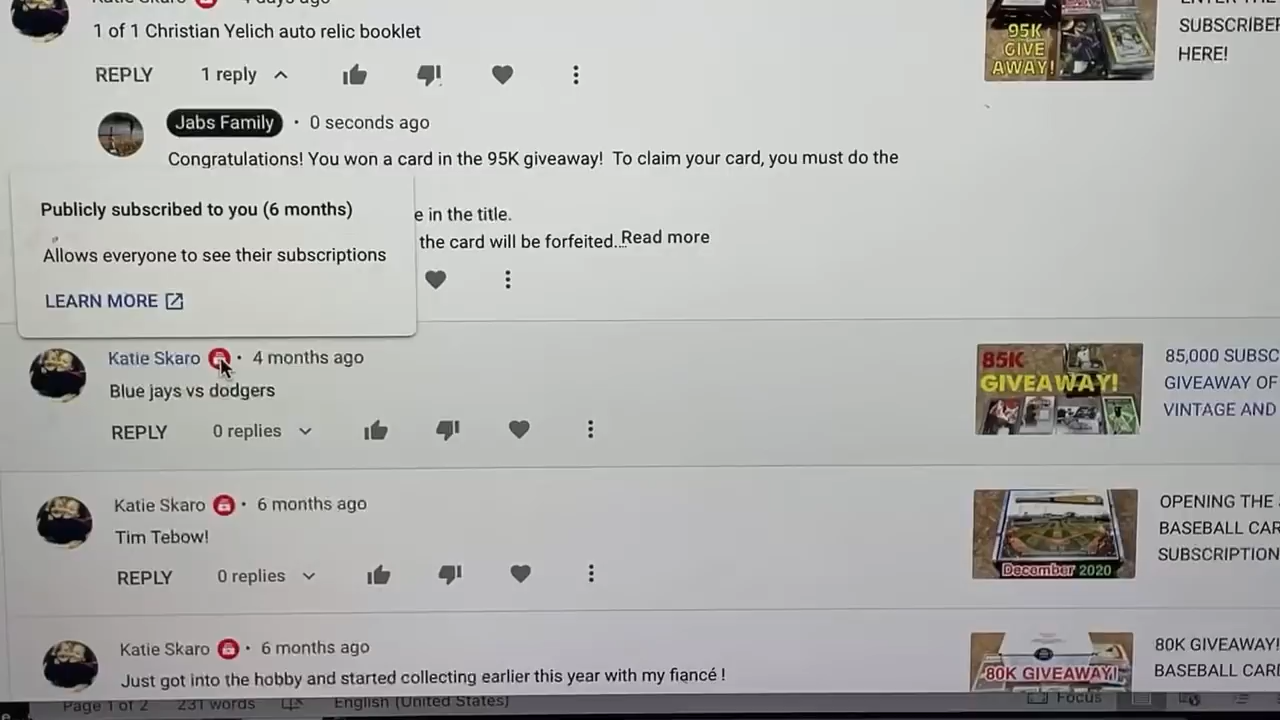 Katie Skaro • 4 days ago
1 of 1 Christian Yelich auto relic booklet
REPLY 1 reply
95K
GIVE
AWAY!
ENTER THE
SUBSCRIBER
HERE!
Jabs Family • 0 seconds ago
Congratulations! You won a card in the 95K giveaway! To claim your card, you must do the
e in the title.
the card will be forfeited... Read more
Publicly subscribed to you (6 months)
Allows everyone to see their subscriptions
LEARN MORE
Katie Skaro • 4 months ago
Blue jays vs dodgers
REPLY 0 replies
85K
GIVEAWAY!
85,000 SUBSC
GIVEAWAY OF
VINTAGE AND
Katie Skaro • 6 months ago
Tim Tebow!
REPLY 0 replies
December 2020
OPENING THE
BASEBALL CAR
SUBSCRIPTION
Katie Skaro • 6 months ago
Just got into the hobby and started collecting earlier this year with my fiancé !
80K GIVEAWAY!
80K GIVEAWAY!
BASEBALL CARD
Page 1 of 2 231 words English (United States) Focus